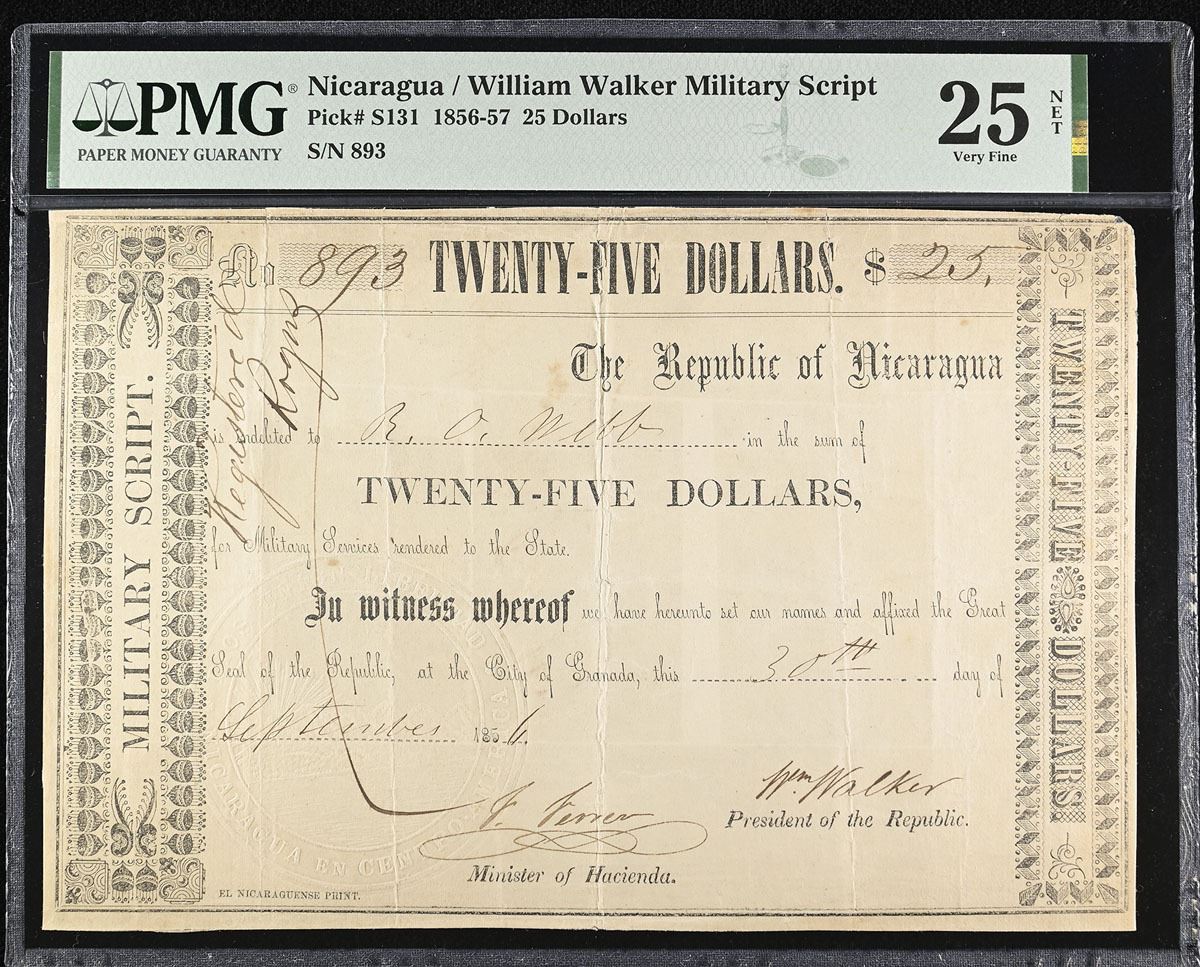 PMG®
PAPER MONEY GUARANTY
Nicaragua / William Walker Military Script
Pick# S131 1856-57 25 Dollars
S/N 893
25 NET
Very Fine
No 893 TWENTY-FIVE DOLLARS. $ 25.
Registered
The Republic of Nicaragua
is indebted to R. O. Webb in the sum of
TWENTY-FIVE DOLLARS,
for Military Services rendered to the State.
In witness whereof we have hereunto set our names and affixed the Great
Seal of the Republic, at the City of Granada, this 30th day of
September 1856.
Wm Walker
President of the Republic.
F. Ferrer
Minister of Hacienda.
EL NICARAGUENSE PRINT.
MILITARY SCRIPT.
TWENTY-FIVE DOLLARS.